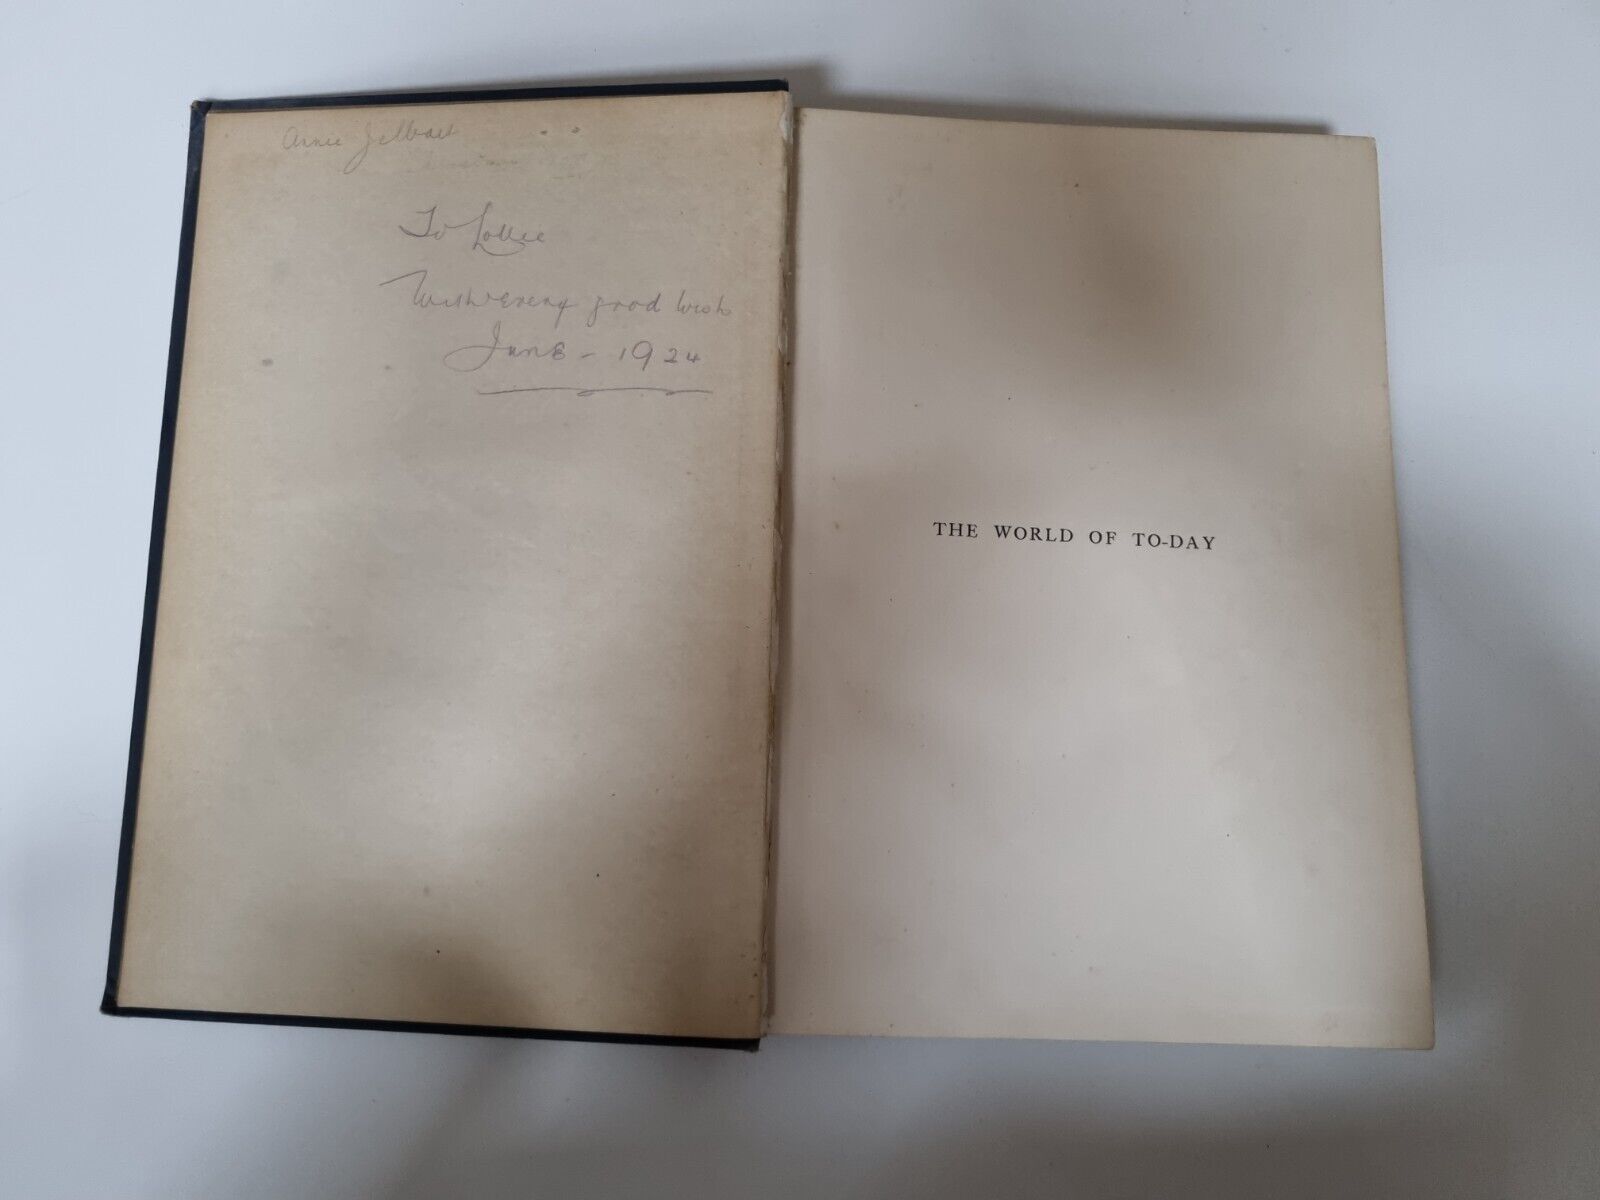 Annie Jelbart
To Lottie
With every good wish
June - 1924
THE WORLD OF TO-DAY